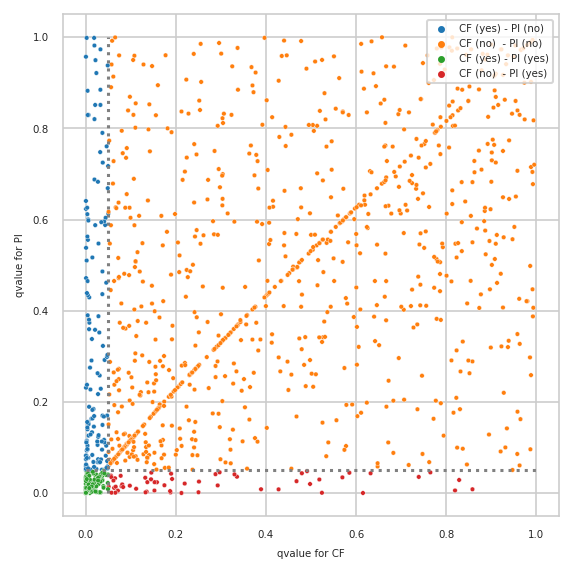 CF (yes) - PI (no)
CF (no)  - PI (no)
CF (yes) - PI (yes)
CF (no)  - PI (yes)
1.0
0.8
0.6
0.4
0.2
0.0
qvalue for PI
0.0 0.2 0.4 0.6 0.8 1.0
qvalue for CF